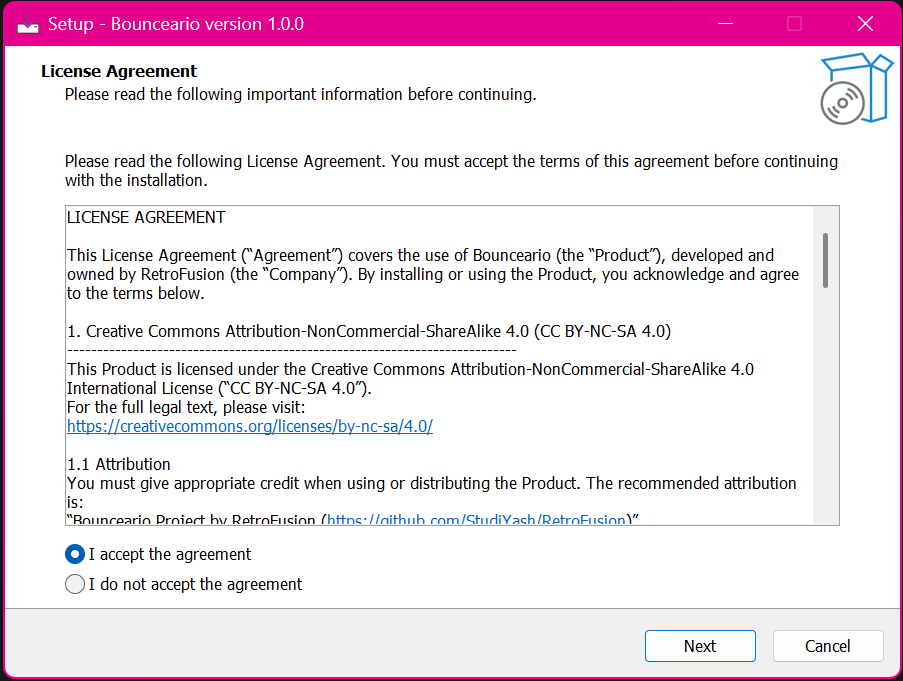 Setup - Bounceario version 1.0.0
License Agreement
Please read the following important information before continuing.
Please read the following License Agreement. You must accept the terms of this agreement before continuing
with the installation.
LICENSE AGREEMENT
This License Agreement (“Agreement”) covers the use of Bounceario (the “Product”), developed and
owned by RetroFusion (the “Company”). By installing or using the Product, you acknowledge and agree
to the terms below.
1. Creative Commons Attribution-NonCommercial-ShareAlike 4.0 (CC BY-NC-SA 4.0)
---------------------------------------------------------------------------
This Product is licensed under the Creative Commons Attribution-NonCommercial-ShareAlike 4.0
International License (“CC BY-NC-SA 4.0”).
For the full legal text, please visit:
https://creativecommons.org/licenses/by-nc-sa/4.0/
1.1 Attribution
You must give appropriate credit when using or distributing the Product. The recommended attribution
is:
“Bounceario Project by RetroFusion (https://github.com/StudiYash/RetroFusion)”
I accept the agreement
I do not accept the agreement
Next
Cancel